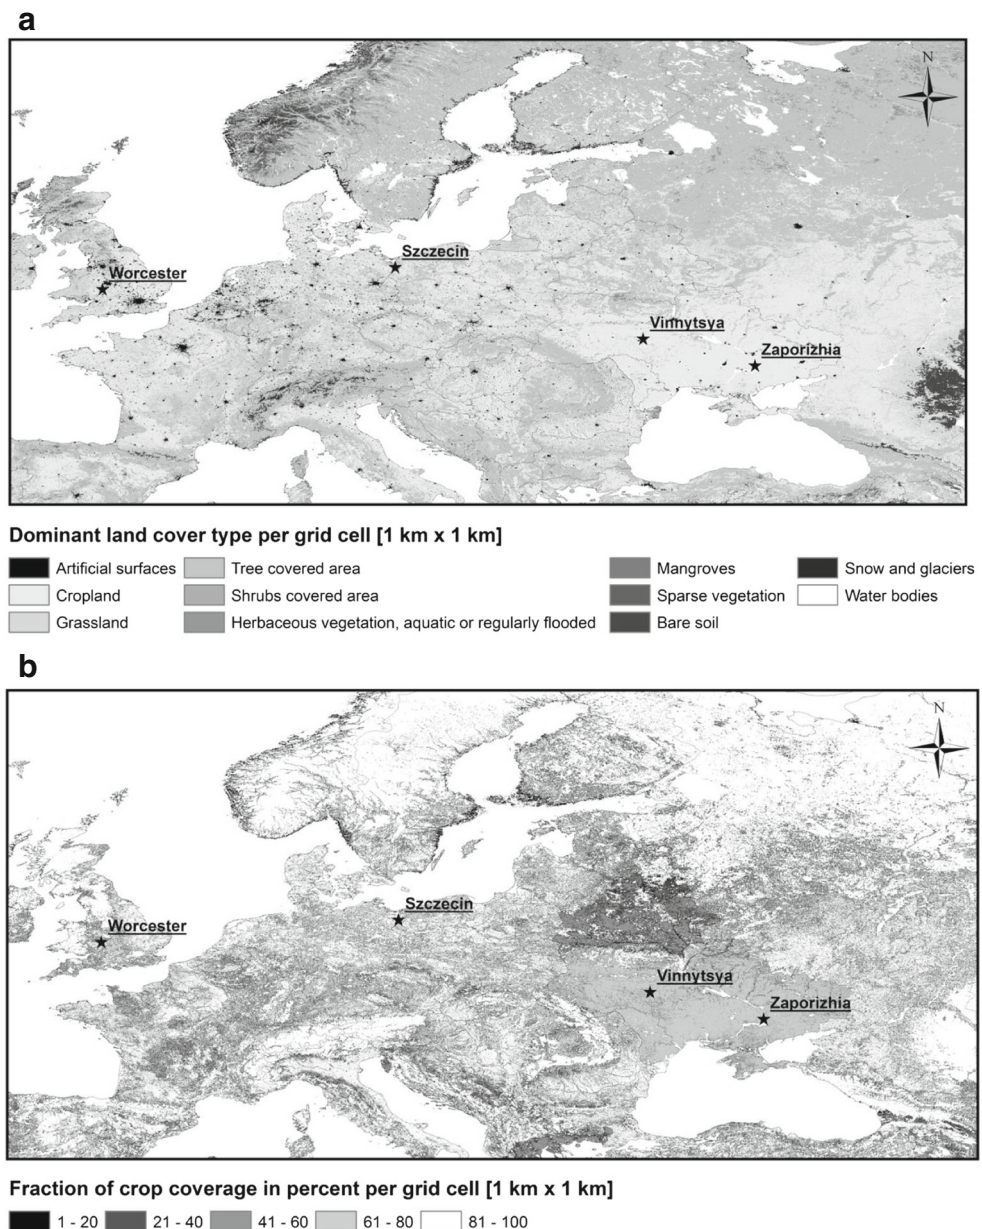 a
N
Szczecin
Worcester
Vinnytsya
Zaporizhia
Dominant land cover type per grid cell [1 km x 1 km]
Artificial surfaces Tree covered area Mangroves Snow and glaciers
Cropland Shrubs covered area Sparse vegetation Water bodies
Grassland Herbaceous vegetation, aquatic or regularly flooded Bare soil
b
N
Szczecin
Worcester
Vinnytsya
Zaporizhia
Fraction of crop coverage in percent per grid cell [1 km x 1 km]
1 - 20 21 - 40 41 - 60 61 - 80 81 - 100